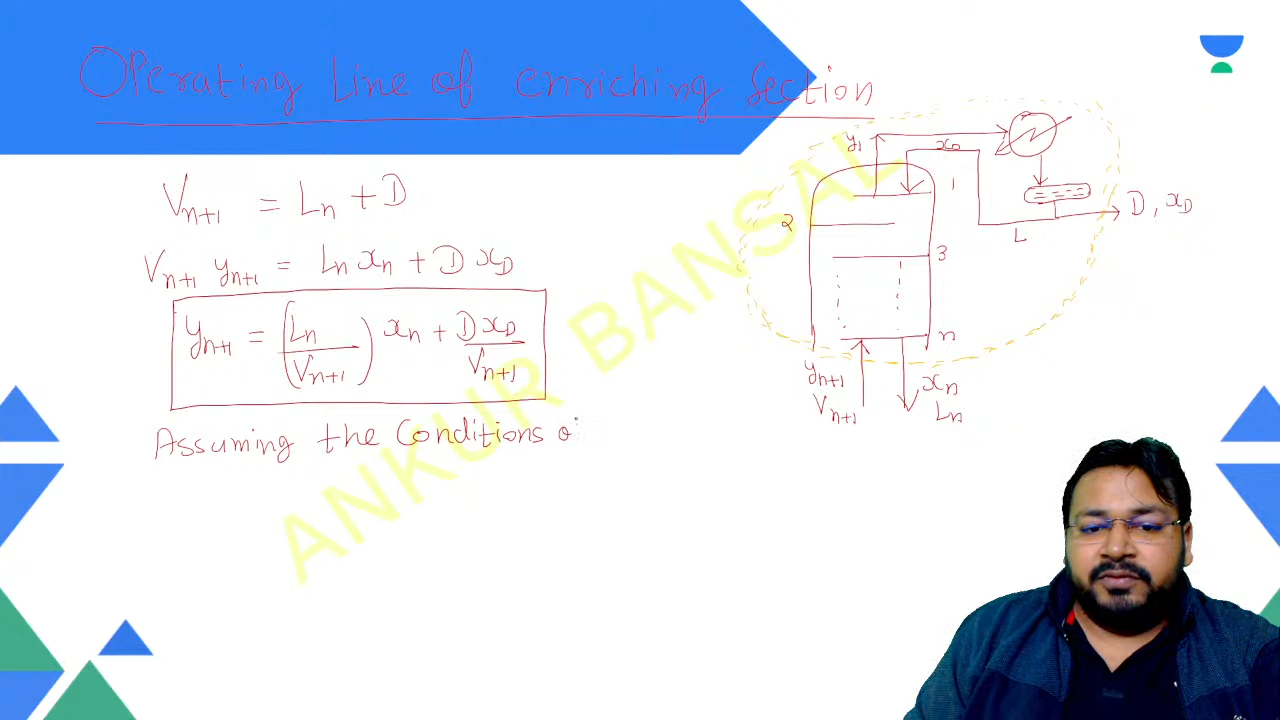 Operating Line of enriching Section
V_{n+1} = L_n + D
V_{n+1} y_{n+1} = L_n x_n + D x_D
y_{n+1} = (L_n / V_{n+1}) x_n + D x_D / V_{n+1}
Assuming the Conditions o
y_1
x_0
1
2
3
n
L
D, x_D
y_{n+1}
V_{n+1}
x_n
L_n
ANKUR BANSAL